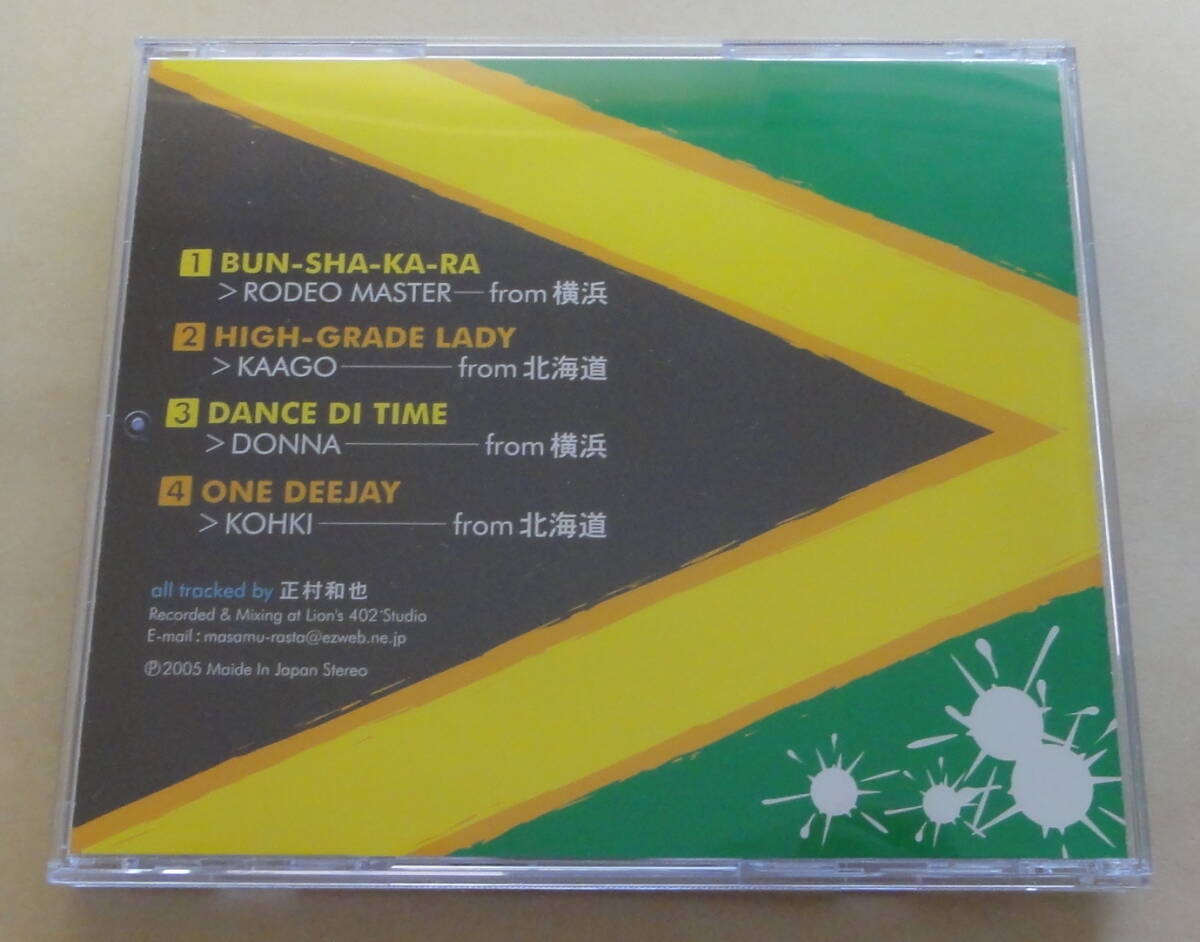 1 BUN-SHA-KA-RA
> RODEO MASTER—from 横浜
2 HIGH-GRADE LADY
> KAAGO———from 北海道
3 DANCE DI TIME
> DONNA———from 横浜
4 ONE DEEJAY
> KOHKI———from 北海道
all tracked by 正村和也
Recorded & Mixing at Lion's 402 Studio
E-mail : masamu-rasta@ezweb.ne.jp
℗2005 Maide In Japan Stereo